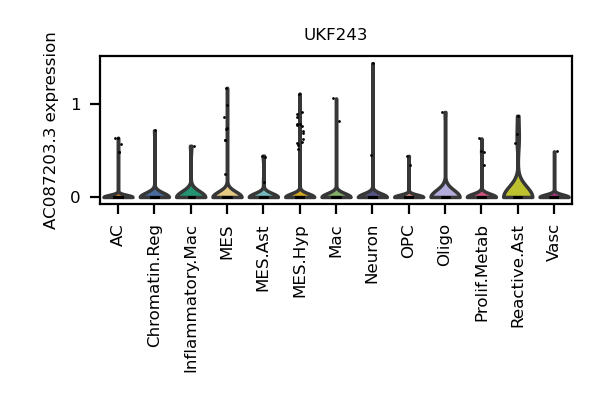 UKF243
AC087203.3 expression
1
0
AC
Chromatin.Reg
Inflammatory.Mac
MES
MES.Ast
MES.Hyp
Mac
Neuron
OPC
Oligo
Prolif.Metab
Reactive.Ast
Vasc